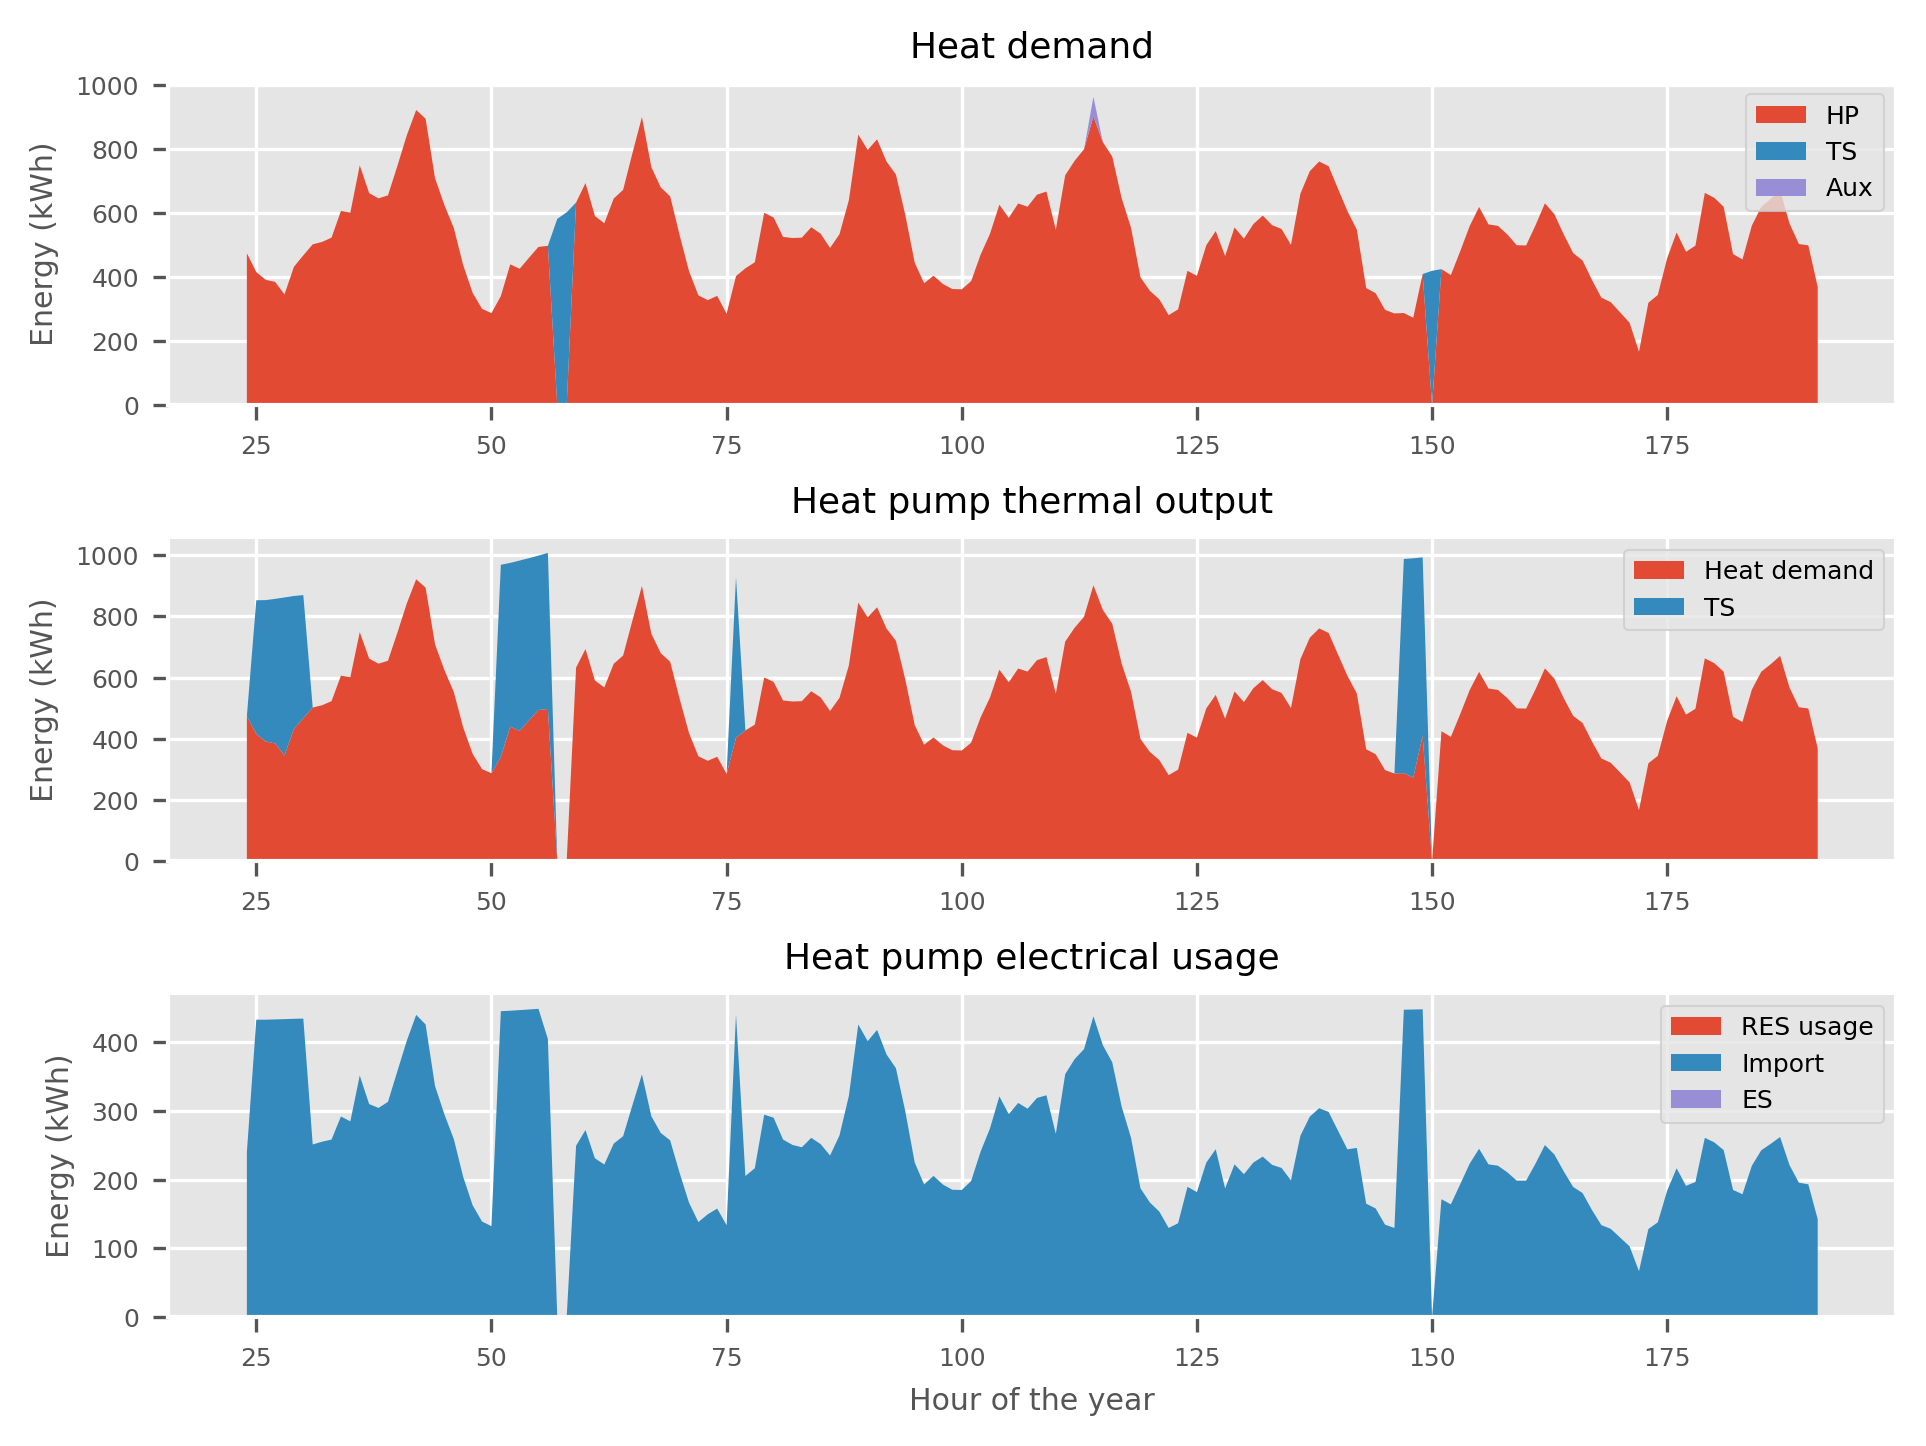 Heat demand
Energy (kWh)
1000
800
600
400
200
0
HP
TS
Aux
25 50 75 100 125 150 175
Heat pump thermal output
Energy (kWh)
1000
800
600
400
200
0
Heat demand
TS
25 50 75 100 125 150 175
Heat pump electrical usage
Energy (kWh)
400
300
200
100
0
RES usage
Import
ES
25 50 75 100 125 150 175
Hour of the year